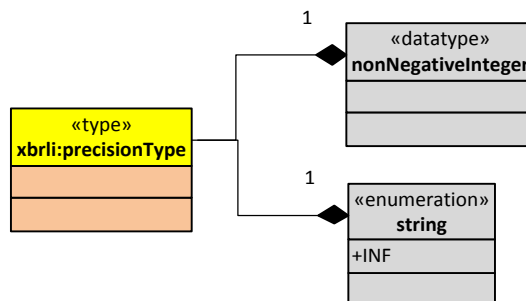 1
«datatype»
nonNegativeInteger
«type»
xbrli:precisionType
1
«enumeration»
string
+INF